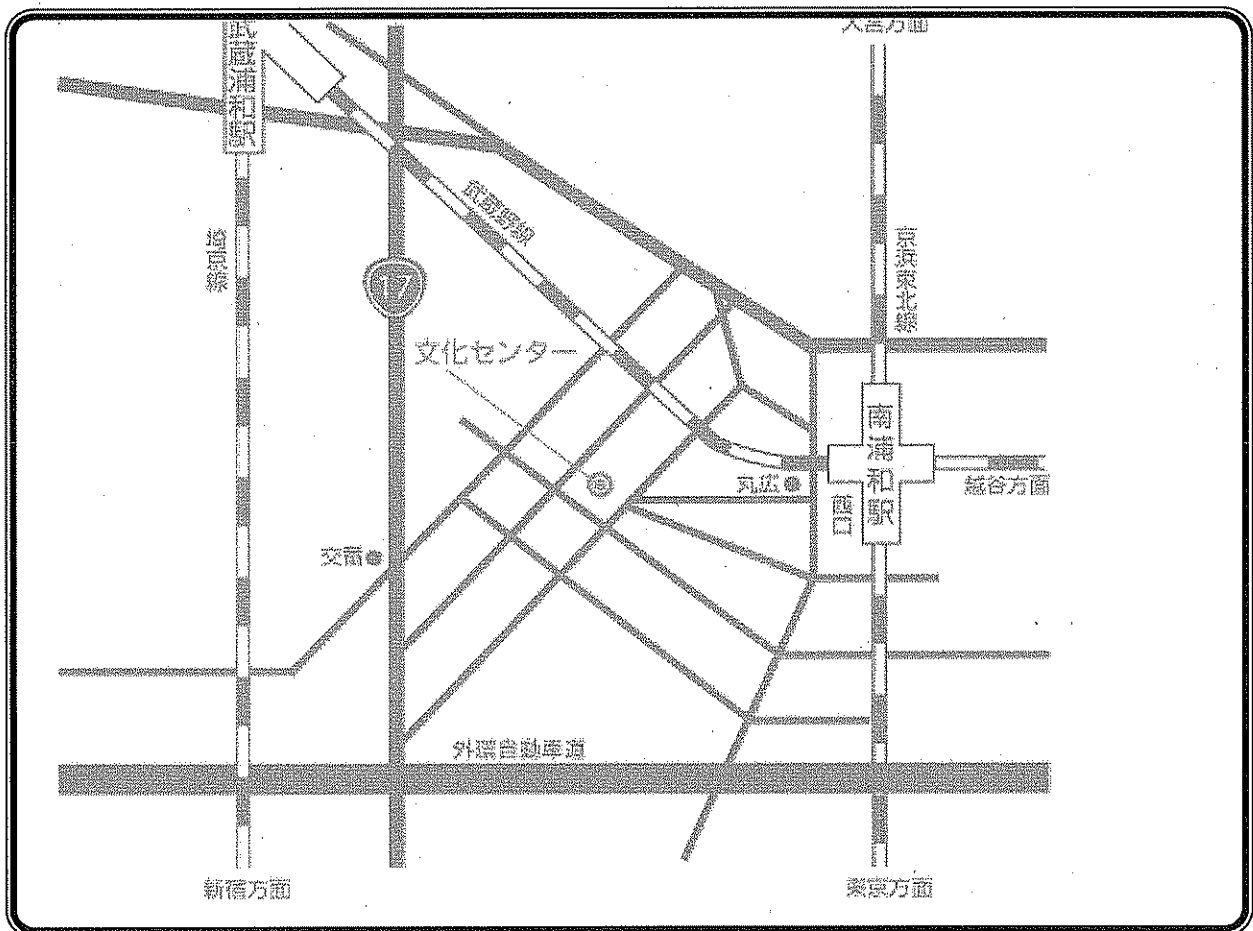 武蔵浦和駅
大宮方面
武蔵野線
埼京線
京浜東北線
17
文化センター
南浦和駅
丸広
西口
越谷方面
交番
外環自動車道
新宿方面
東京方面